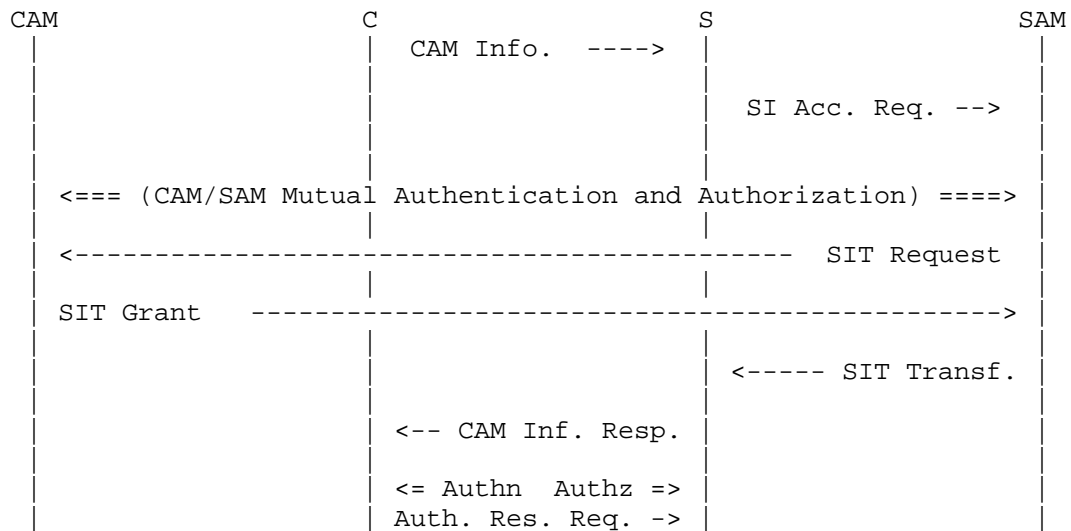 CAM C S SAM
CAM Info. ---->
SI Acc. Req. -->
<=== (CAM/SAM Mutual Authentication and Authorization) ====>
<--------------------------------------------- SIT Request
SIT Grant ----------------------------------------------->
<----- SIT Transf.
<-- CAM Inf. Resp.
<= Authn Authz =>
Auth. Res. Req. ->